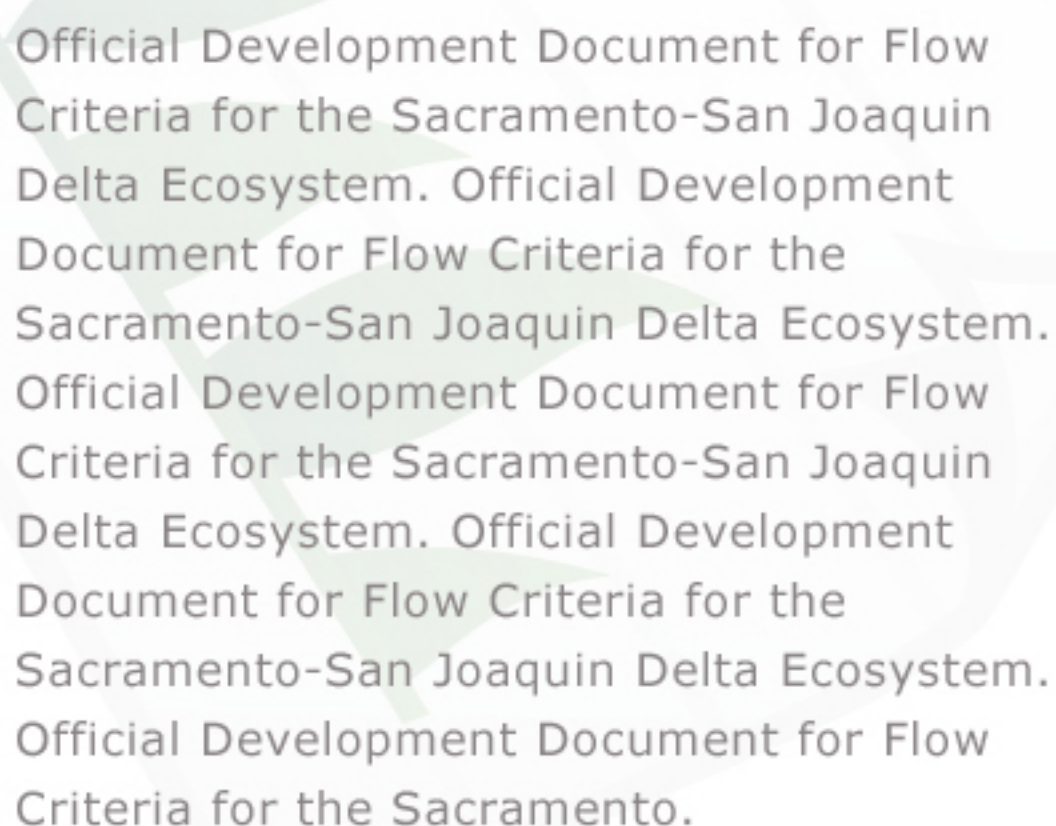 Official Development Document for Flow
Criteria for the Sacramento-San Joaquin
Delta Ecosystem. Official Development
Document for Flow Criteria for the
Sacramento-San Joaquin Delta Ecosystem.
Official Development Document for Flow
Criteria for the Sacramento-San Joaquin
Delta Ecosystem. Official Development
Document for Flow Criteria for the
Sacramento-San Joaquin Delta Ecosystem.
Official Development Document for Flow
Criteria for the Sacramento.